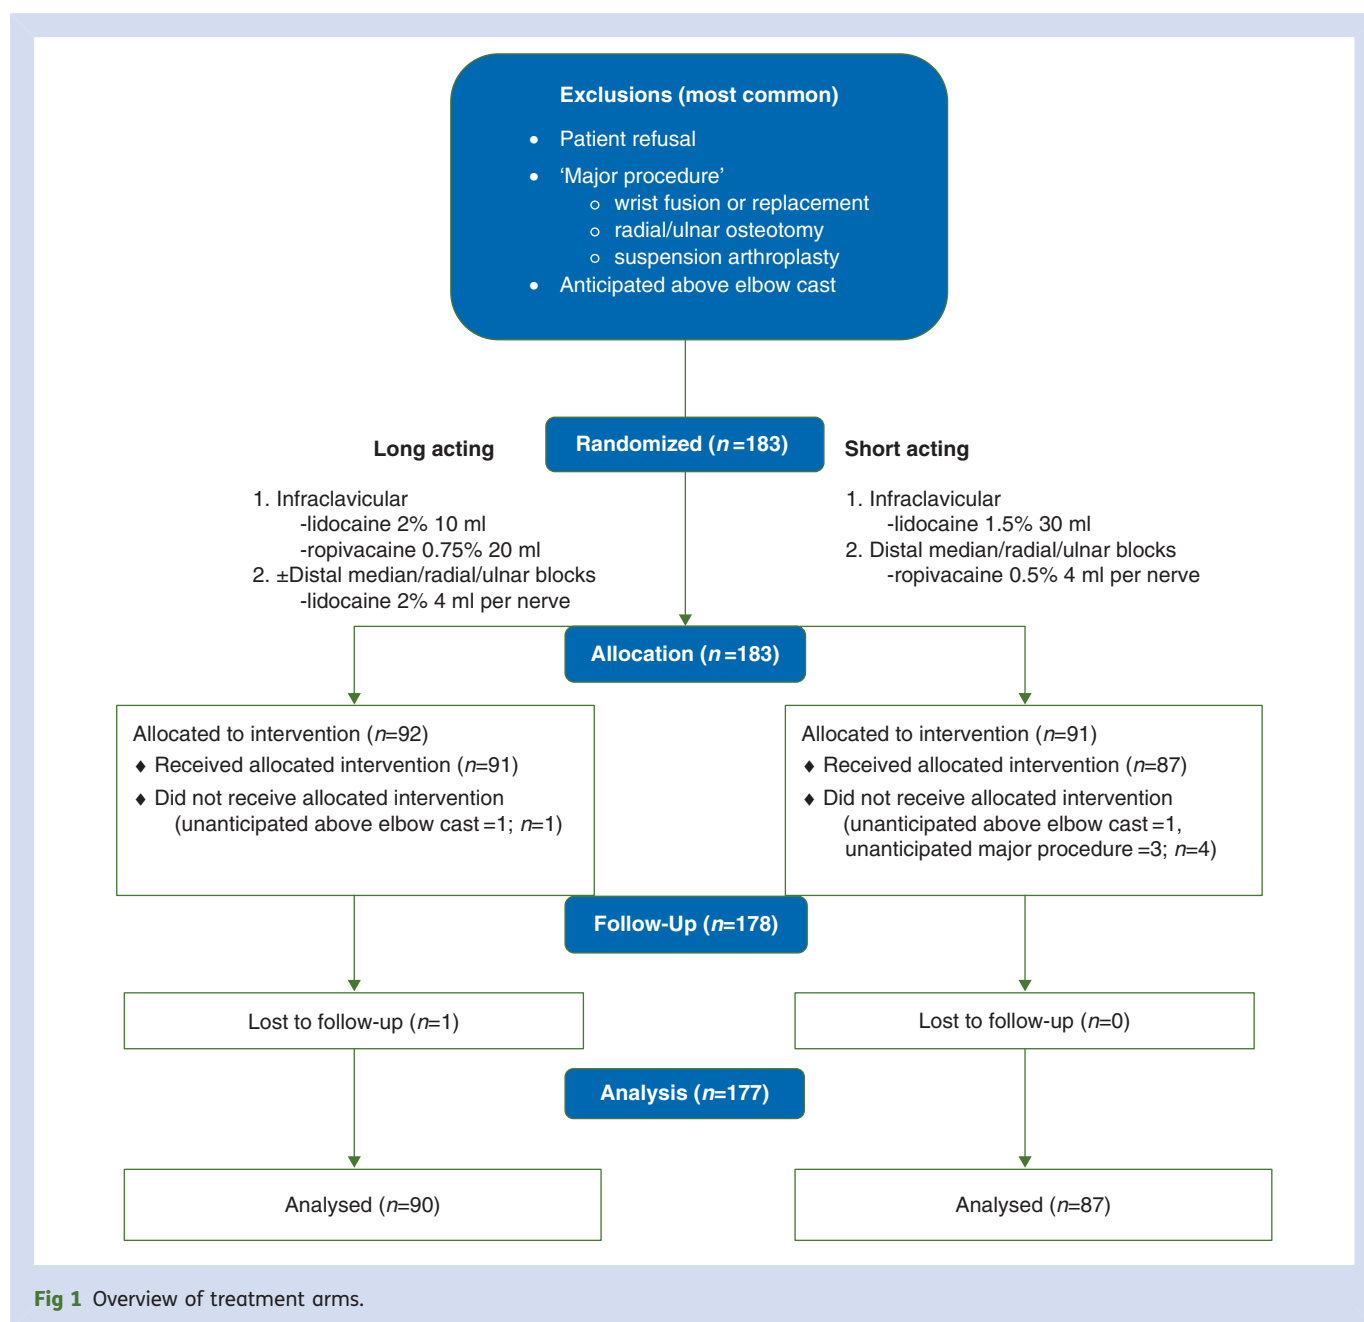 Exclusions (most common)
• Patient refusal
• ‘Major procedure’
○ wrist fusion or replacement
○ radial/ulnar osteotomy
○ suspension arthroplasty
• Anticipated above elbow cast
Randomized (n=183)
Long acting
1. Infraclavicular
-lidocaine 2% 10 ml
-ropivacaine 0.75% 20 ml
2. ±Distal median/radial/ulnar blocks
-lidocaine 2% 4 ml per nerve
Short acting
1. Infraclavicular
-lidocaine 1.5% 30 ml
2. Distal median/radial/ulnar blocks
-ropivacaine 0.5% 4 ml per nerve
Allocation (n=183)
Allocated to intervention (n=92)
♦ Received allocated intervention (n=91)
♦ Did not receive allocated intervention
(unanticipated above elbow cast=1; n=1)
Allocated to intervention (n=91)
♦ Received allocated intervention (n=87)
♦ Did not receive allocated intervention
(unanticipated above elbow cast=1,
unanticipated major procedure=3; n=4)
Follow-Up (n=178)
Lost to follow-up (n=1)
Lost to follow-up (n=0)
Analysis (n=177)
Analysed (n=90)
Analysed (n=87)
Fig 1 Overview of treatment arms.